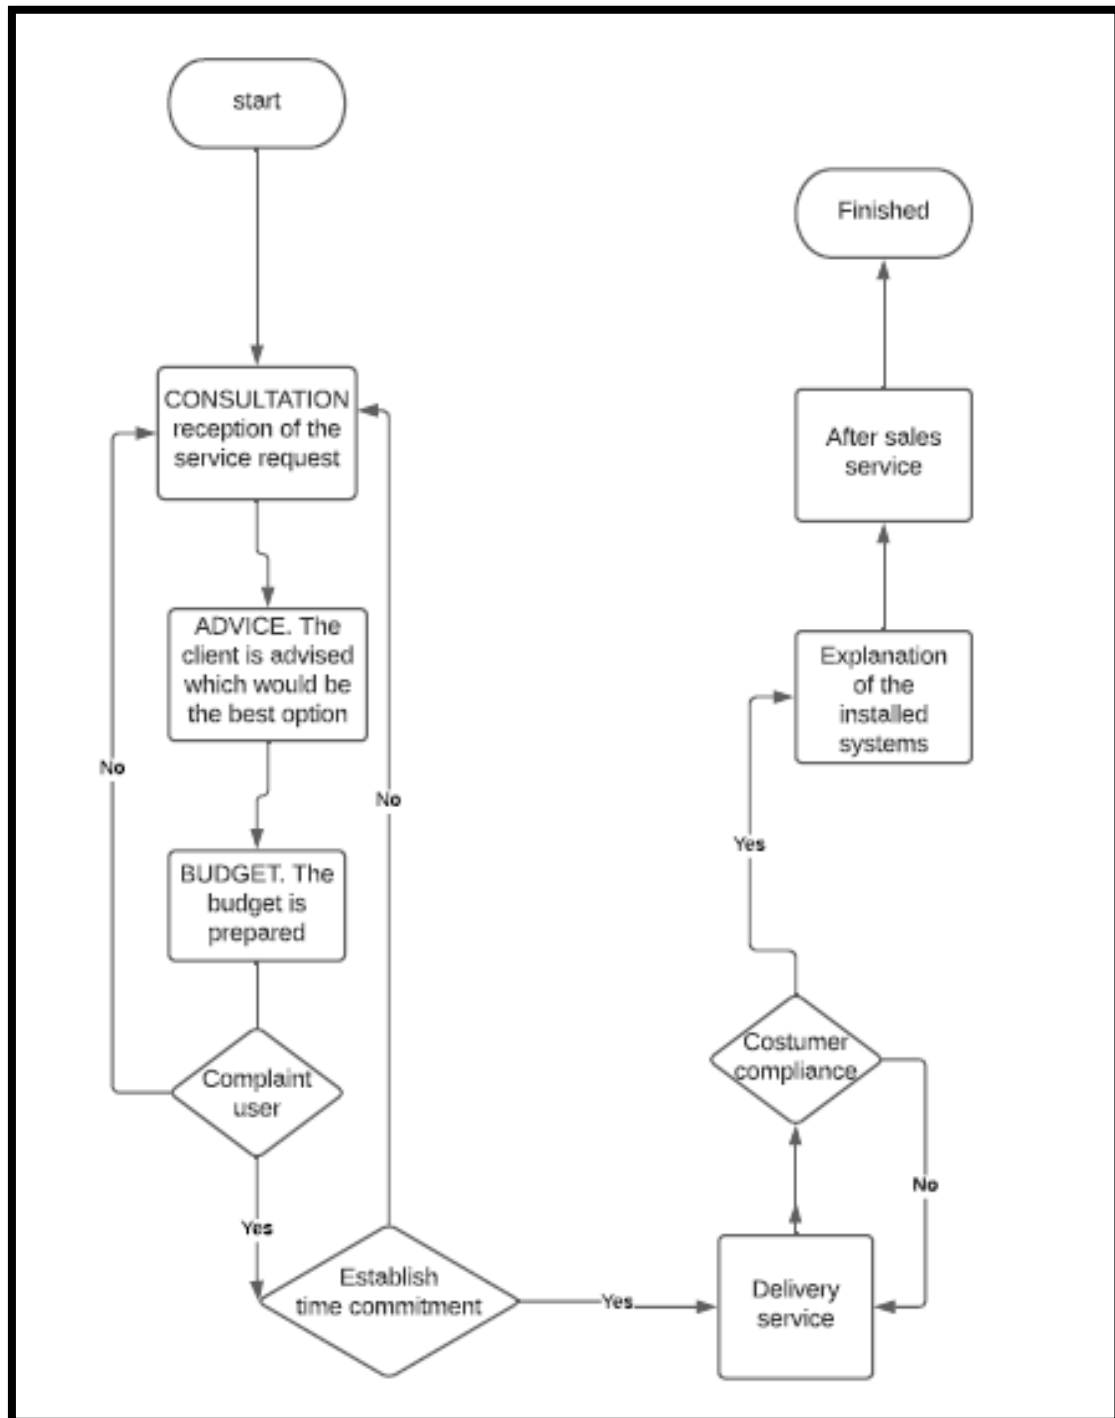 start
CONSULTATION
reception of the
service request
ADVICE. The
client is advised
which would be
the best option
No
No
BUDGET. The
budget is
prepared
Complaint
user
Yes
Establish
time commitment
Yes
Delivery
service
No
Costumer
compliance
Yes
Explanation
of the
installed
systems
After sales
service
Finished